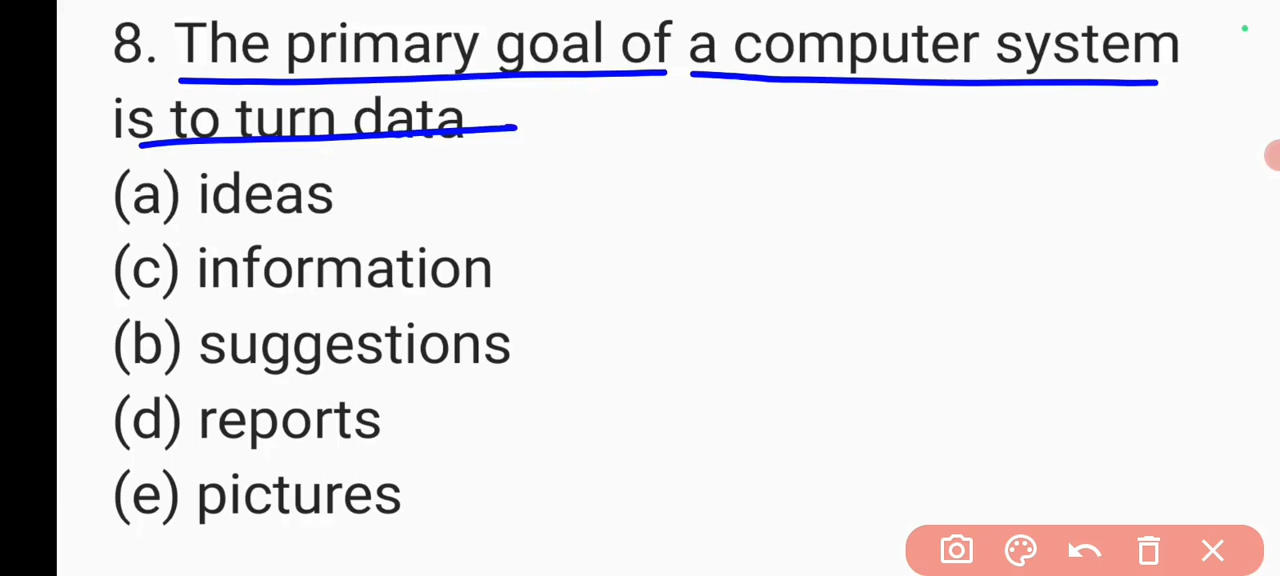 8. The primary goal of a computer system
is to turn data
(a) ideas
(c) information
(b) suggestions
(d) reports
(e) pictures